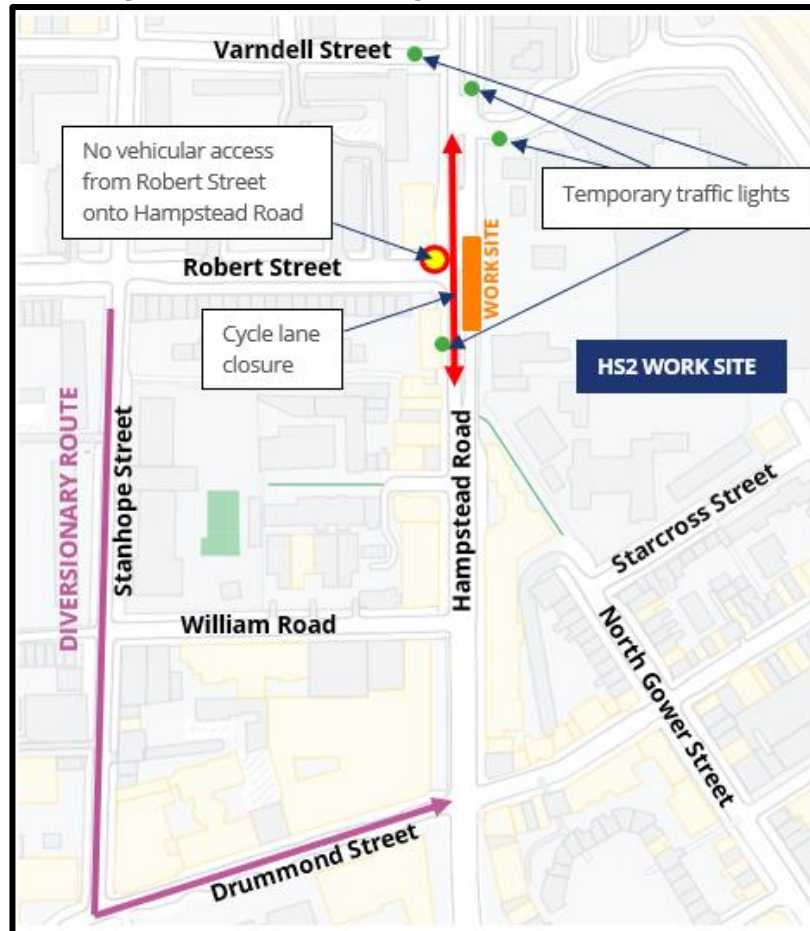 Varndell Street
No vehicular access
from Robert Street
onto Hampstead Road
Temporary traffic lights
Robert Street
WORK SITE
Cycle lane
closure
HS2 WORK SITE
DIVERSIONARY ROUTE
Stanhope Street
Hampstead Road
Starcross Street
William Road
North Gower Street
Drummond Street